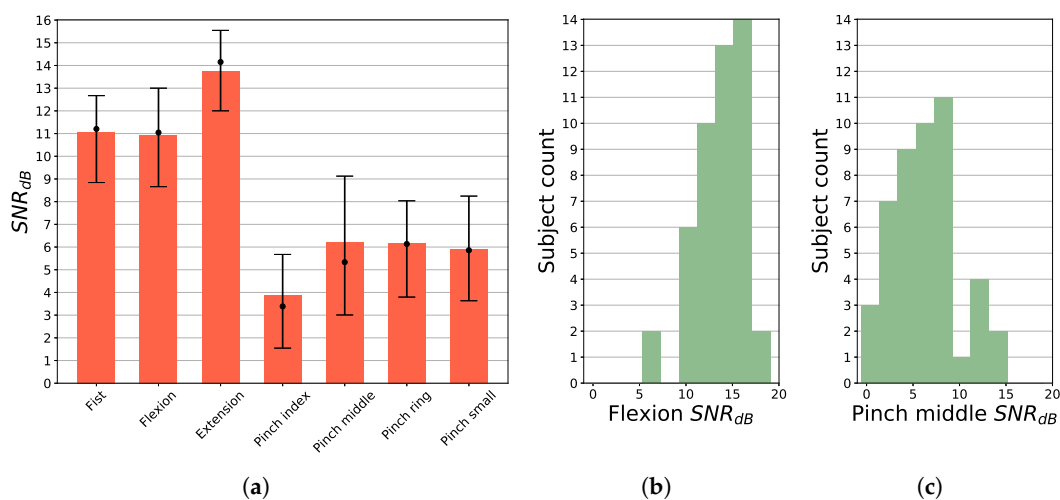 16
15
14
13
12
11
10
9
8
7
6
5
4
3
2
1
0
SNR_dB
Fist
Flexion
Extension
Pinch index
Pinch middle
Pinch ring
Pinch small
(a)
14
13
12
11
10
9
8
7
6
5
4
3
2
1
0
Subject count
0 5 10 15 20
Flexion SNR_dB
(b)
14
13
12
11
10
9
8
7
6
5
4
3
2
1
0
Subject count
0 5 10 15 20
Pinch middle SNR_dB
(c)